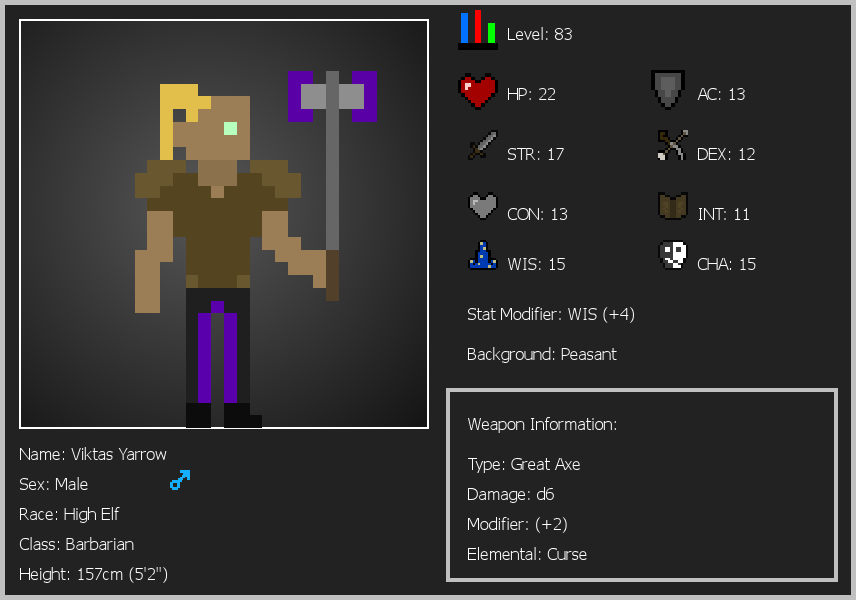 Level: 83
HP: 22
AC: 13
STR: 17
DEX: 12
CON: 13
INT: 11
WIS: 15
CHA: 15
Stat Modifier: WIS (+4)
Background: Peasant
Weapon Information:
Type: Great Axe
Damage: d6
Modifier: (+2)
Elemental: Curse
Name: Viktas Yarrow
Sex: Male
Race: High Elf
Class: Barbarian
Height: 157cm (5'2")